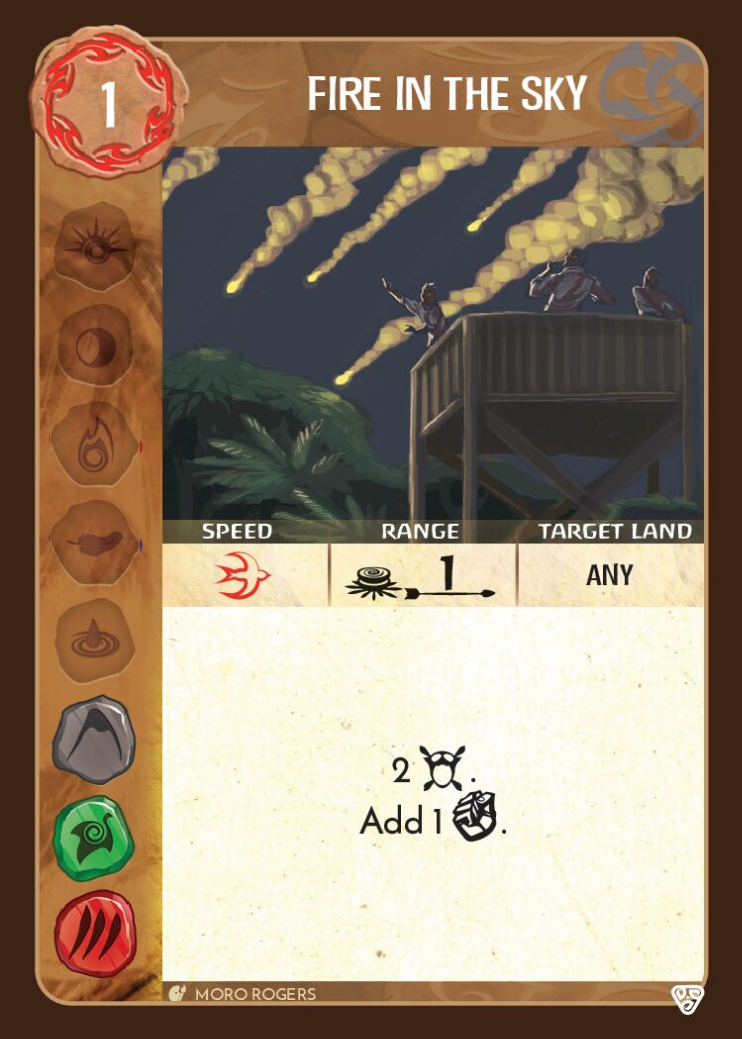 1
FIRE IN THE SKY
SPEED RANGE TARGET LAND
1 ANY
2 .
Add 1 .
MORO ROGERS